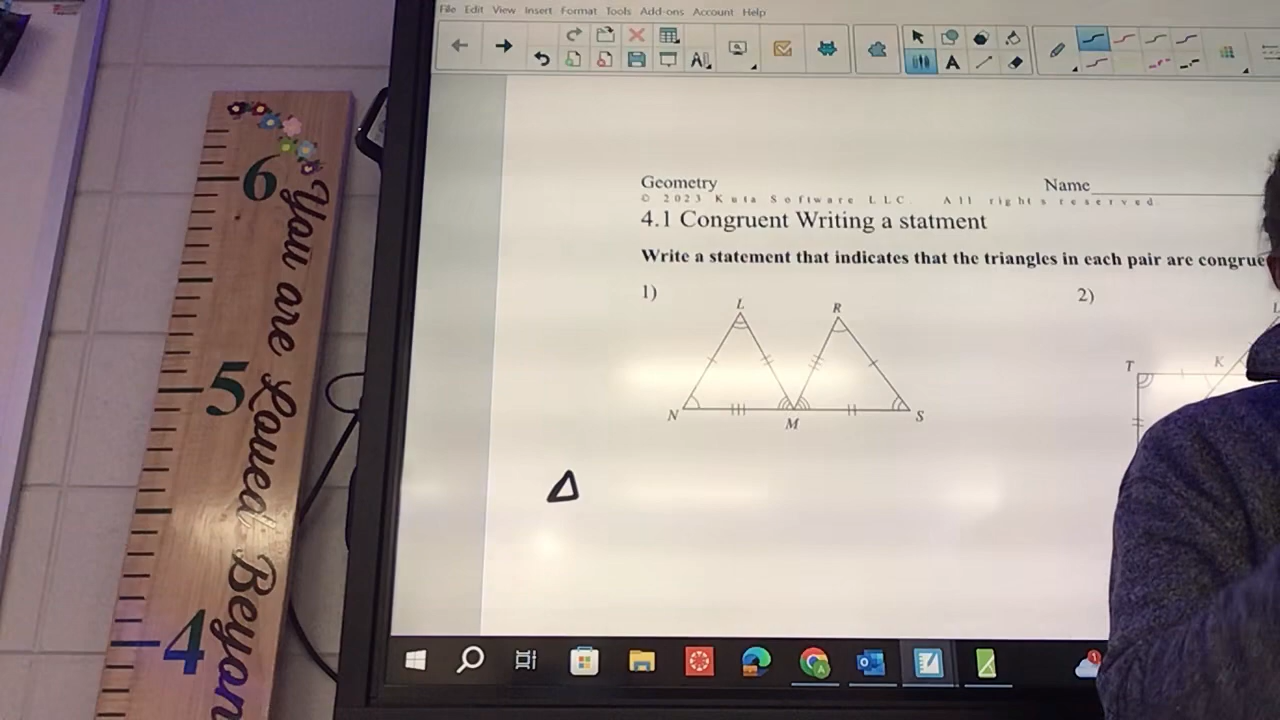 File Edit View Insert Format Tools Add-ons Account Help
Geometry
Name
© 2023 Kuta Software LLC. All rights reserved.
4.1 Congruent Writing a statment
Write a statement that indicates that the triangles in each pair are congrue
1)
2)
L
R
L
T
K
N
M
S
6
5
4
You are Loved Beyon